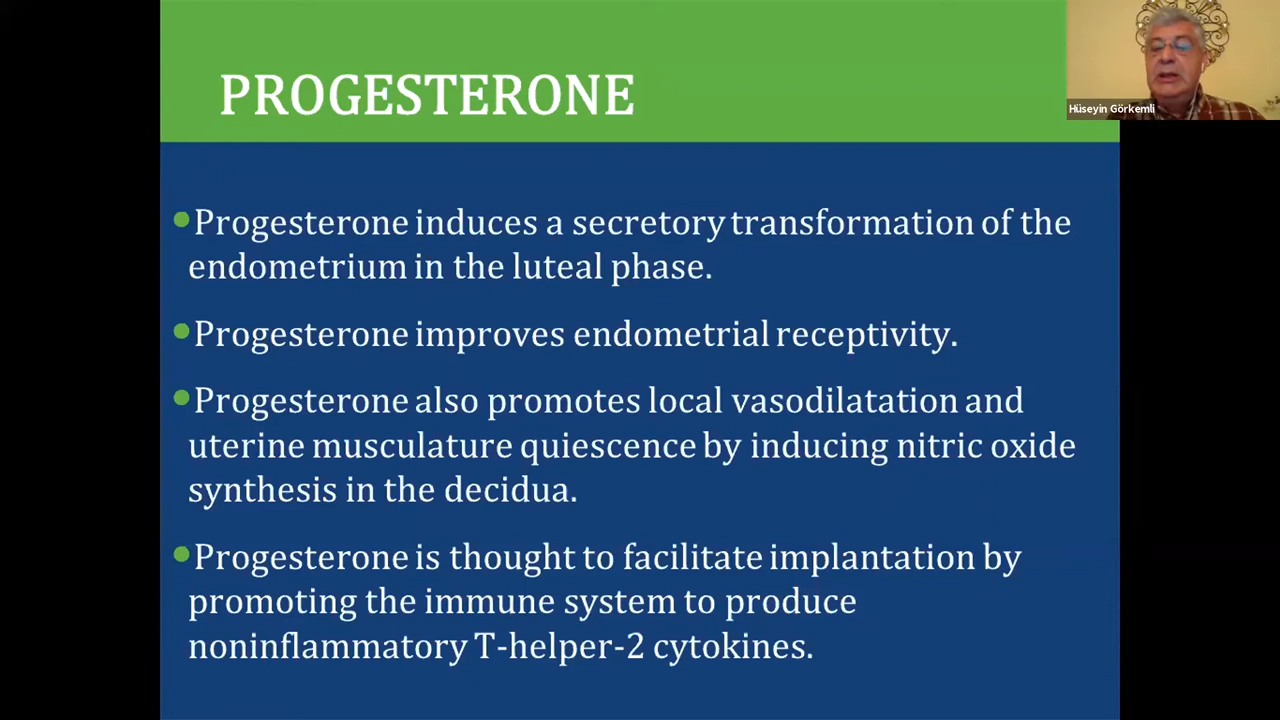 PROGESTERONE
Hüseyin Görkemli
•Progesterone induces a secretory transformation of the
endometrium in the luteal phase.
•Progesterone improves endometrial receptivity.
•Progesterone also promotes local vasodilatation and
uterine musculature quiescence by inducing nitric oxide
synthesis in the decidua.
•Progesterone is thought to facilitate implantation by
promoting the immune system to produce
noninflammatory T-helper-2 cytokines.